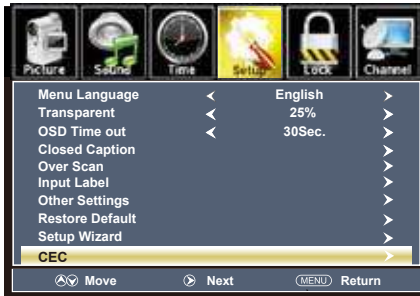 Picture Sound Time Setup Lock Channel
Menu Language English
Transparent 25%
OSD Time out 30Sec.
Closed Caption
Over Scan
Input Label
Other Settings
Restore Default
Setup Wizard
CEC
Move Next MENU Return